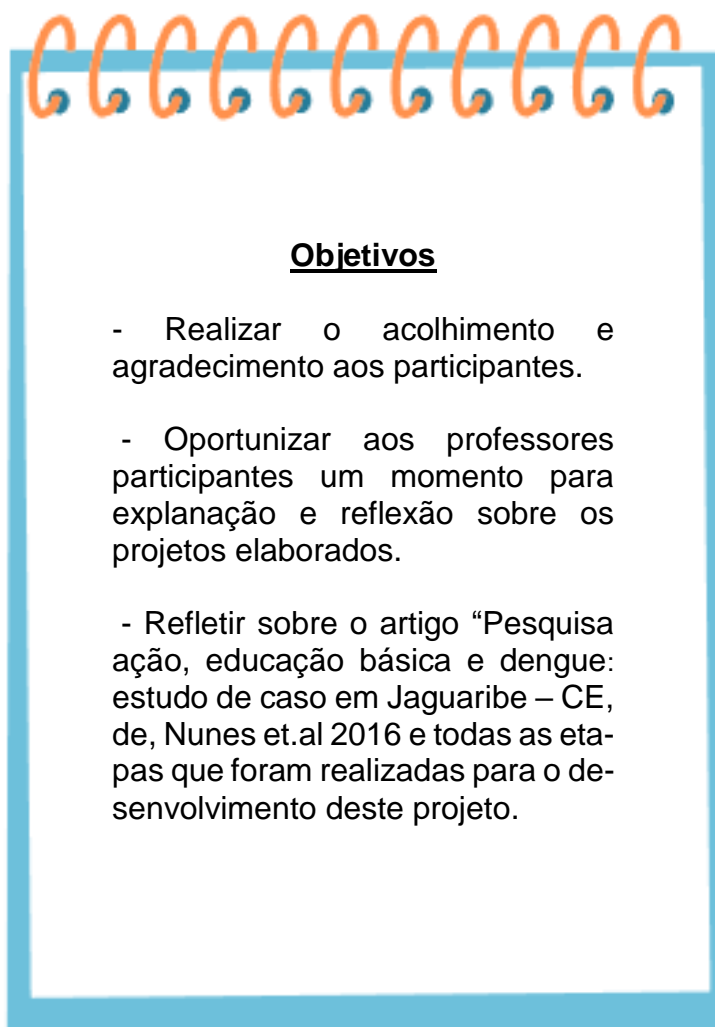 Objetivos
- Realizar o acolhimento e
agradecimento aos participantes.
- Oportunizar aos professores
participantes um momento para
explanação e reflexão sobre os
projetos elaborados.
- Refletir sobre o artigo “Pesquisa
ação, educação básica e dengue:
estudo de caso em Jaguaribe – CE,
de, Nunes et.al 2016 e todas as eta-
pas que foram realizadas para o de-
senvolvimento deste projeto.